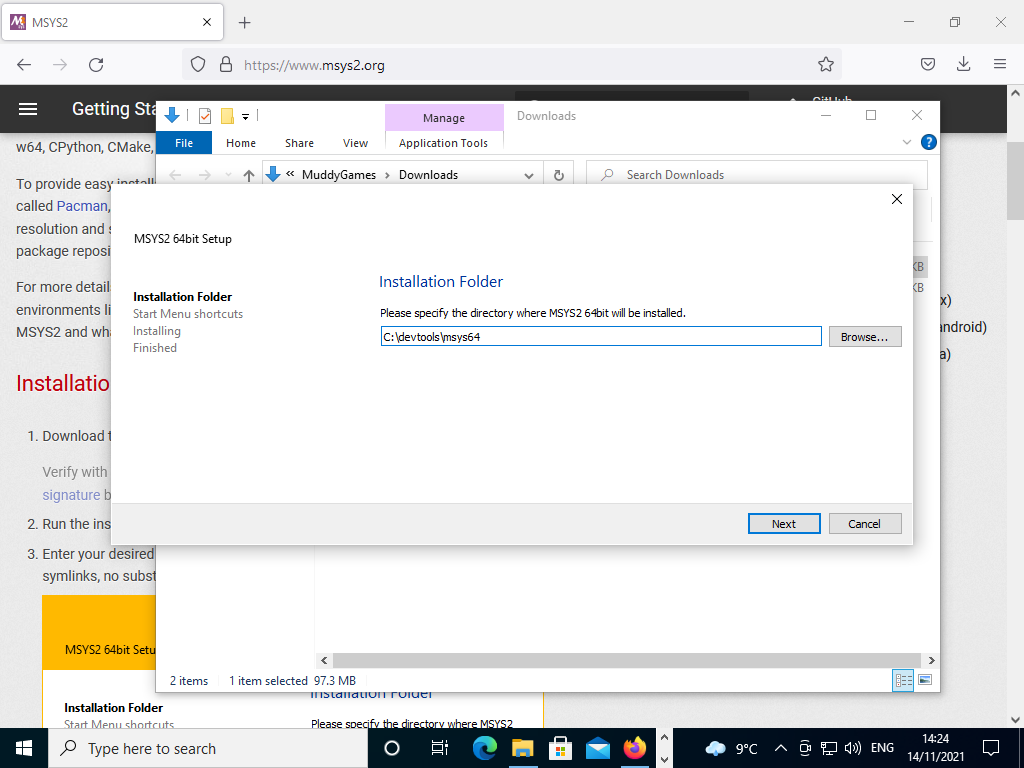 MSYS2
https://www.msys2.org
Getting Sta
File
Home
Share
View
Manage
Application Tools
Downloads
MuddyGames
Downloads
Search Downloads
w64, CPython, CMake,
To provide easy install
called Pacman,
resolution and s
package reposi
For more detail
environments li
MSYS2 and wha
Installatio
1. Download t
Verify with
signature b
2. Run the ins
3. Enter your desired
symlinks, no subst
KB
KB
x)
android)
a)
MSYS2 64bit Setup
Installation Folder
Start Menu shortcuts
Installing
Finished
Installation Folder
Please specify the directory where MSYS2 64bit will be installed.
C:\devtools\msys64
Browse...
Next
Cancel
2 items
1 item selected 97.3 MB
MSYS2 64bit Setu
Installation Folder
Start Menu shortcuts
Installation Folder
Please specify the directory where MSYS2
Type here to search
9°C
ENG
14:24
14/11/2021